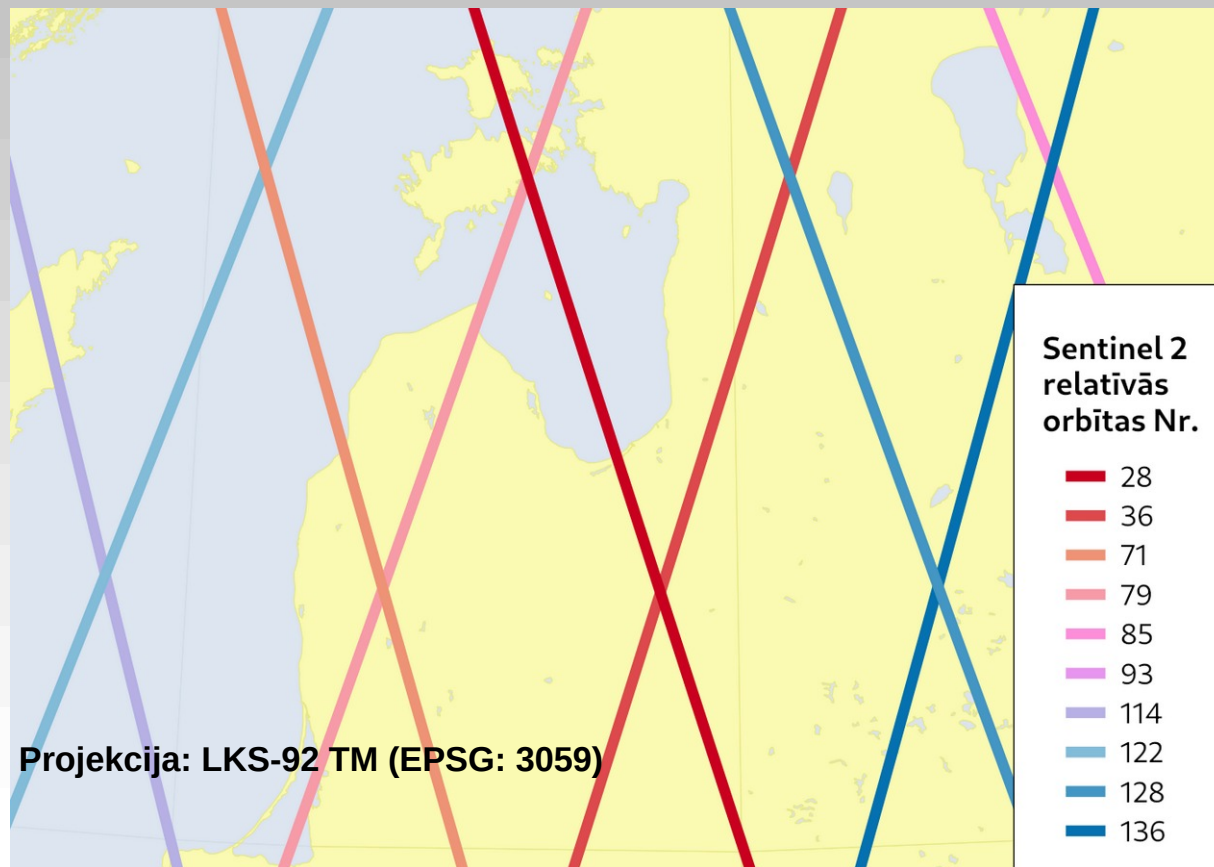 Sentinel 2
relatīvās
orbītas Nr.
28
36
71
79
85
93
114
122
128
136
Projekcija: LKS-92 TM (EPSG: 3059)